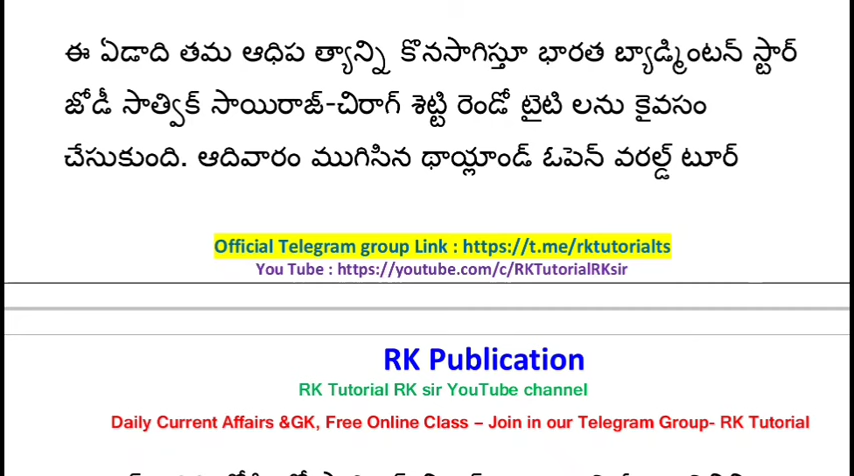 ఈ ఏడాది తమ ఆధిప త్యాన్ని కొనసాగిస్తూ భారత బ్యాడ్మింటన్ స్టార్
జోడీ సాత్విక్ సాయిరాజ్-చిరాగ్ శెట్టి రెండో టైటి లను కైవసం
చేసుకుంది. ఆదివారం ముగిసిన థాయ్లాండ్ ఓపెన్ వరల్డ్ టూర్
Official Telegram group Link : https://t.me/rktutorialts
You Tube : https://youtube.com/c/RKTutorialRKsir
RK Publication
RK Tutorial RK sir YouTube channel
Daily Current Affairs &GK, Free Online Class – Join in our Telegram Group- RK Tutorial